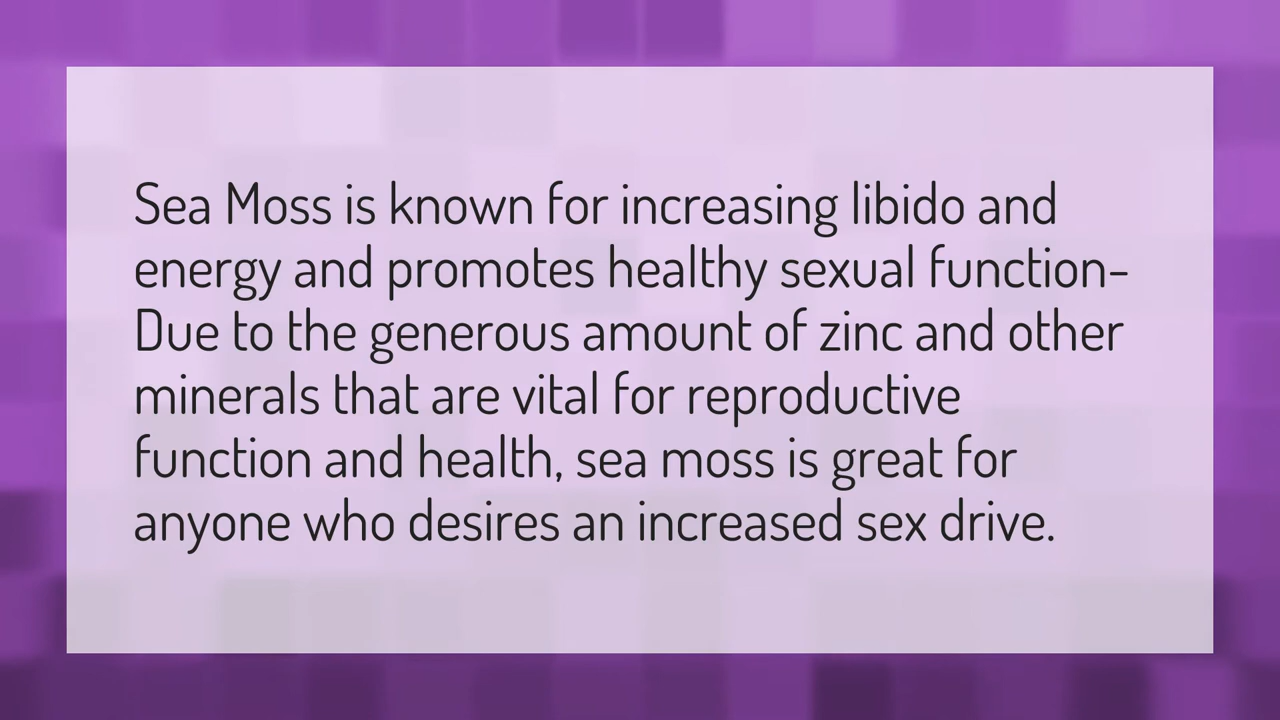 Sea Moss is known for increasing libido and
energy and promotes healthy sexual function-
Due to the generous amount of zinc and other
minerals that are vital for reproductive
function and health, sea moss is great for
anyone who desires an increased sex drive.